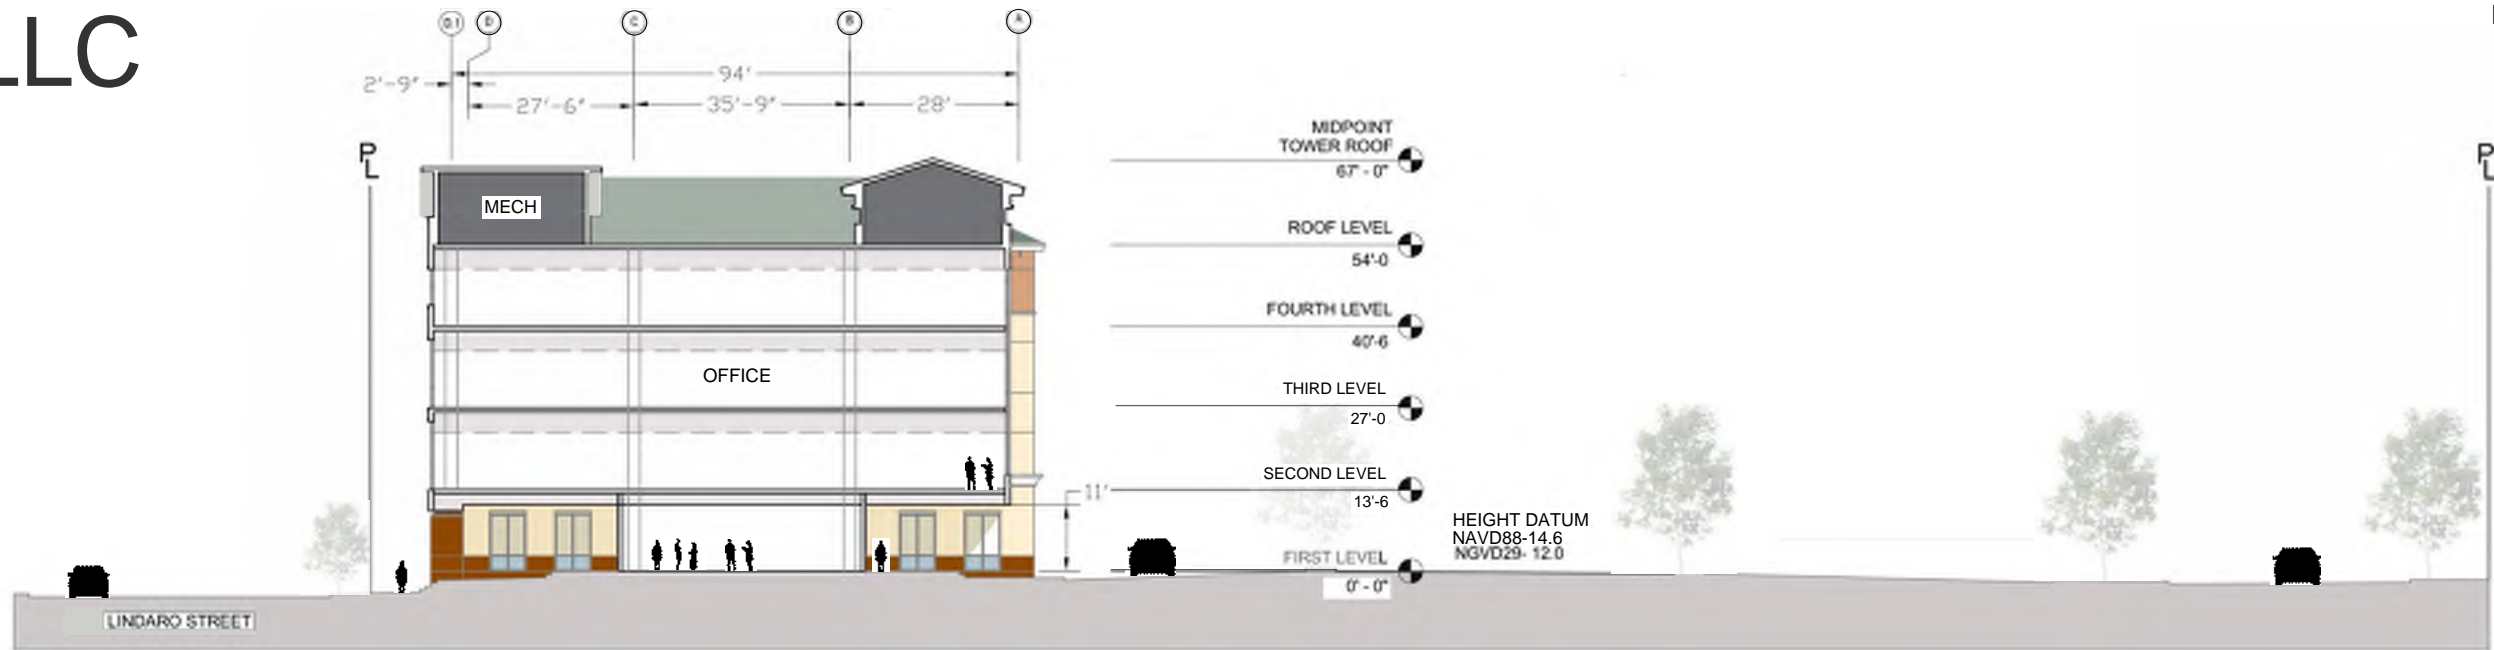 LLC
D.1 D C B A
94'
2'-9"
27'-6" 35'-9" 28'
PL
PL
MIDPOINT
TOWER ROOF
67' - 0"
MECH
ROOF LEVEL
54'-0
FOURTH LEVEL
40'-6
OFFICE
THIRD LEVEL
27'-0
SECOND LEVEL
13'-6
11'
HEIGHT DATUM
NAVD88-14.6
NGVD29- 12.0
FIRST LEVEL
0' - 0"
LINDARO STREET